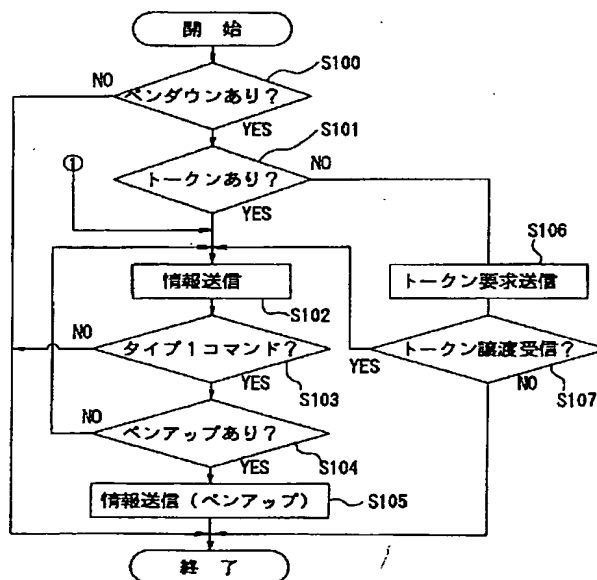 開 始
S100
NO
ペンダウンあり?
YES
S101
①
トークンあり?
NO
YES
S106
情報送信
トークン要求送信
S102
NO
タイプ1コマンド?
トークン譲渡受信?
YES
YES
S103
NO
S107
NO
ペンアップあり?
YES
S104
情報送信(ペンアップ)
S105
終 了